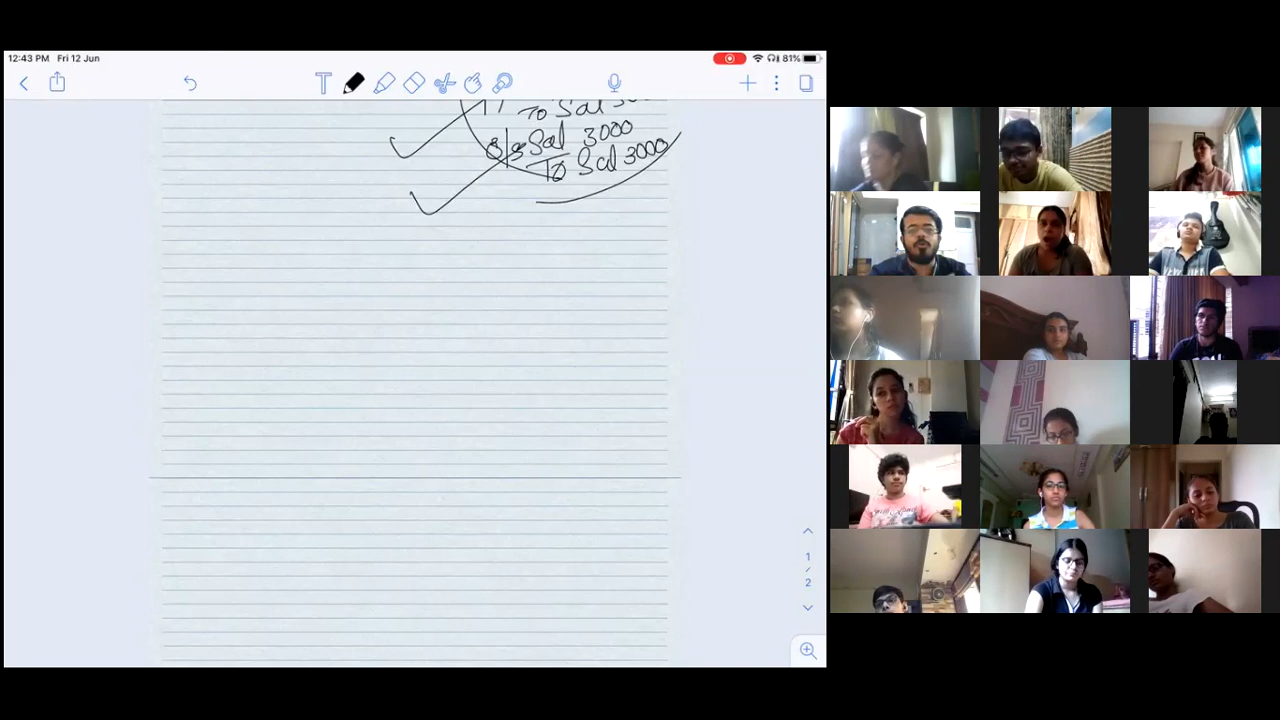 12:43 PM Fri 12 Jun
81%
T
To Sal
O/s Sal 3000
To Sal 3000
1
/
2